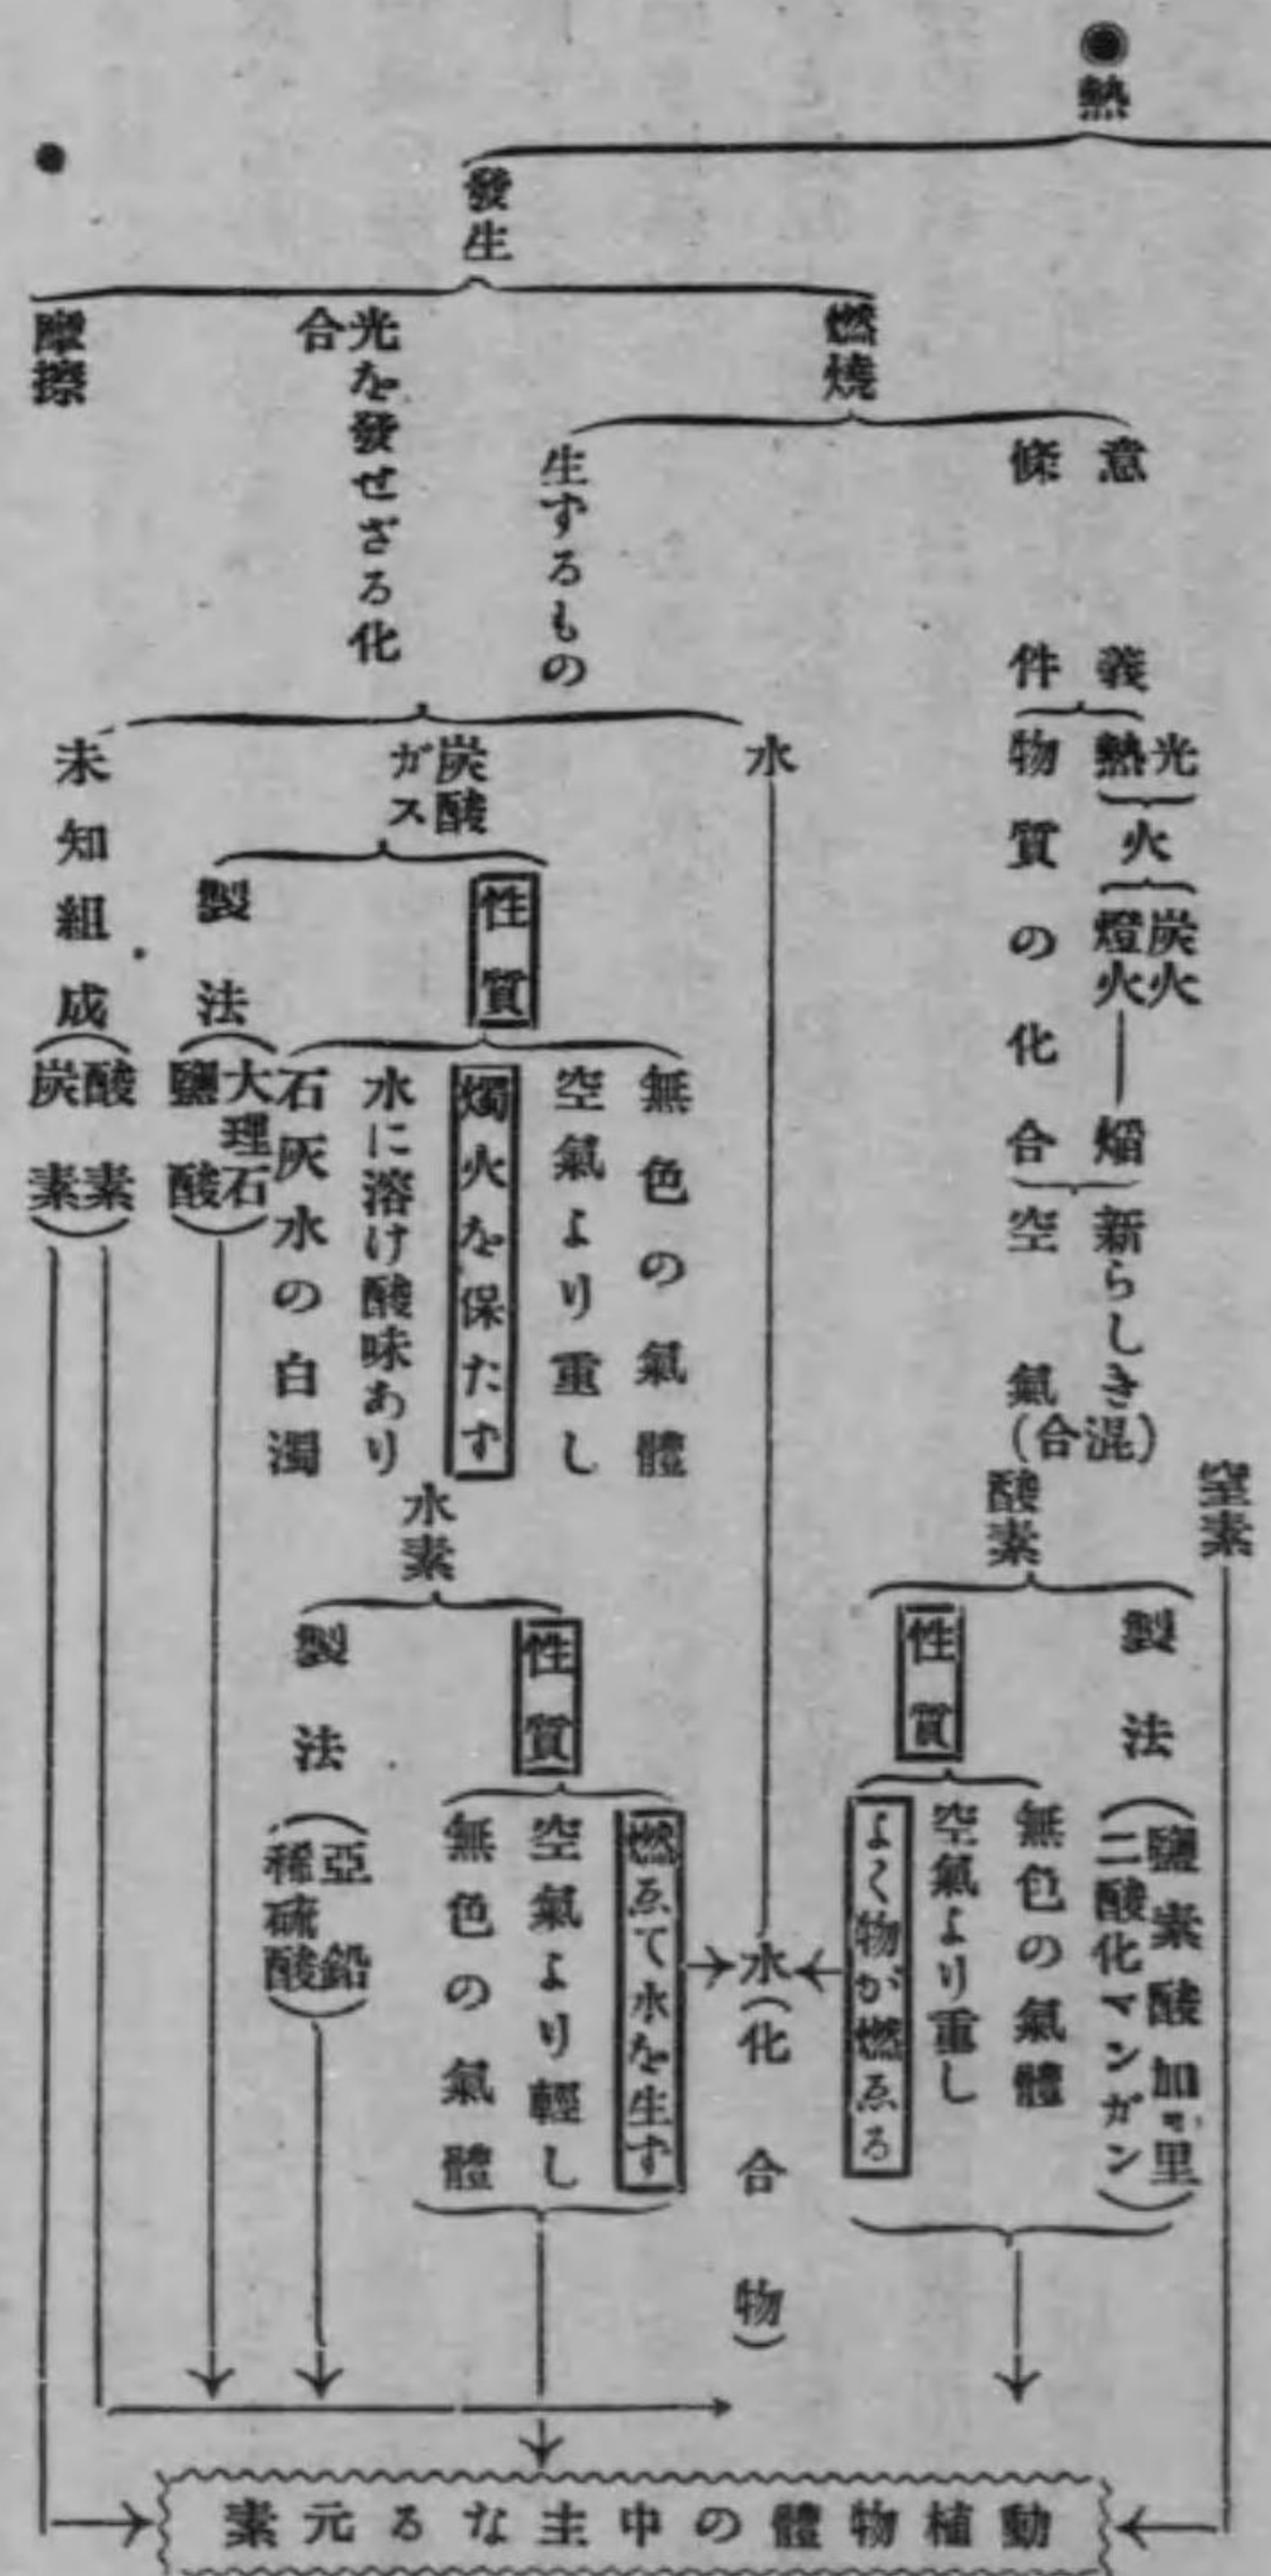 ●熱
發生
燃燒
意義
光
熱
火
炭火
燈火
焰
條件
物質の化合
新らしき
空氣
(混合)
窒素
酸素
製法
鹽素酸加里
二酸化マンガン
性質
無色の氣體
空氣より重し
よく物が燃ゑる
生するもの
水
水(化合物)
炭酸ガス
性質
無色の氣體
空氣より重し
燭火を保たす
水に溶け酸味あり
石灰水の白濁
製法
大理石
鹽酸
未知組成
酸素
炭素
水素
性質
燃ゑて水を生す
空氣より輕し
無色の氣體
製法
亞鉛
稀硫酸
光を發せざる化合
摩擦
動植物體の中主なる元素